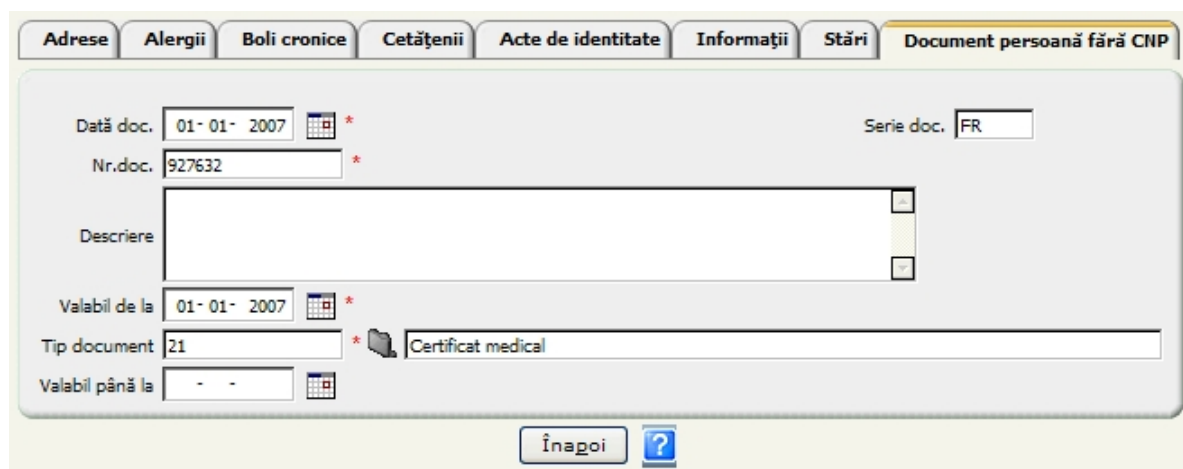 Adrese Alergii Boli cronice Cetăţenii Acte de identitate Informaţii Stări Document persoană fără CNP
Dată doc. 01- 01- 2007 * Serie doc. FR
Nr.doc. 927632 *
Descriere
Valabil de la 01- 01- 2007 *
Tip document 21 * Certificat medical
Valabil până la - -
Înapoi ?